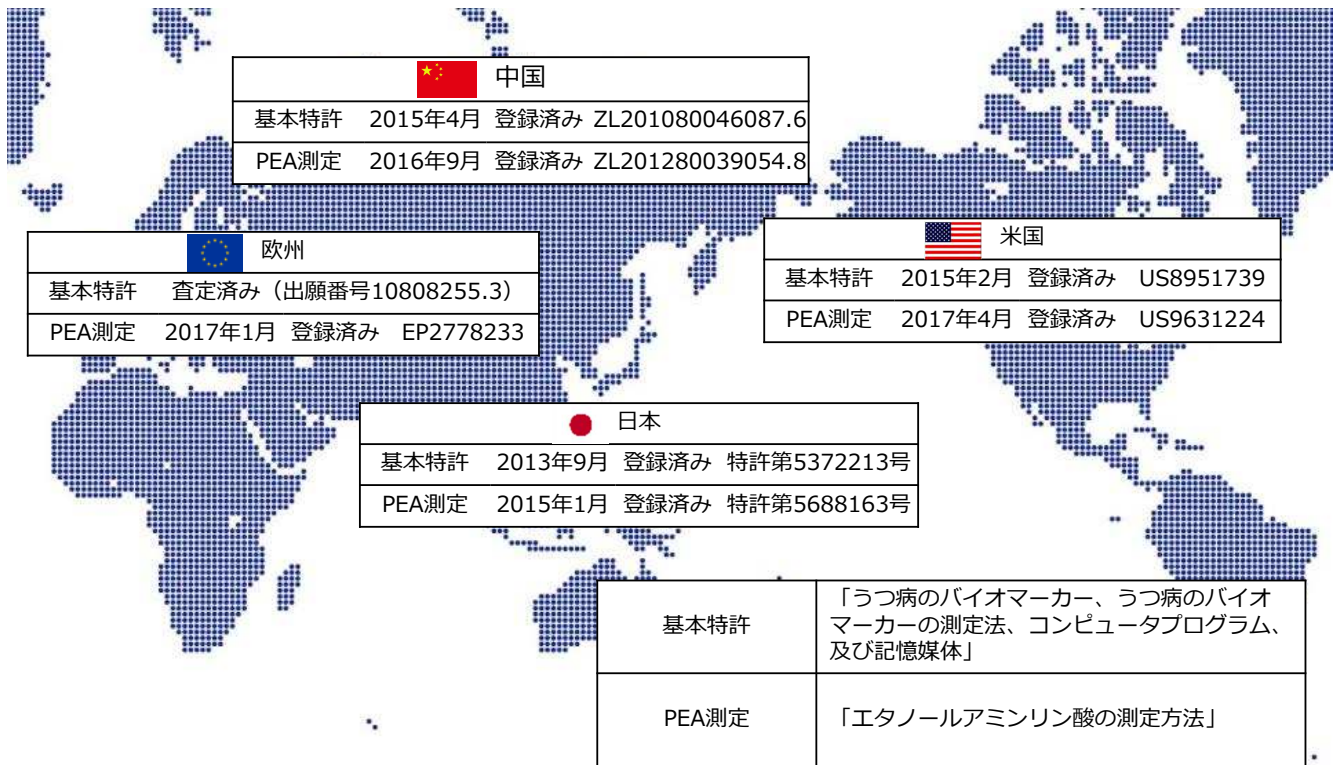 中国
基本特許 2015年4月 登録済み ZL201080046087.6
PEA測定 2016年9月 登録済み ZL201280039054.8
欧州
基本特許 査定済み（出願番号10808255.3）
PEA測定 2017年1月 登録済み EP2778233
米国
基本特許 2015年2月 登録済み US8951739
PEA測定 2017年4月 登録済み US9631224
日本
基本特許 2013年9月 登録済み 特許第5372213号
PEA測定 2015年1月 登録済み 特許第5688163号
基本特許
「うつ病のバイオマーカー、うつ病のバイオ
マーカーの測定法、コンピュータプログラム、
及び記憶媒体」
PEA測定
「エタノールアミンリン酸の測定方法」